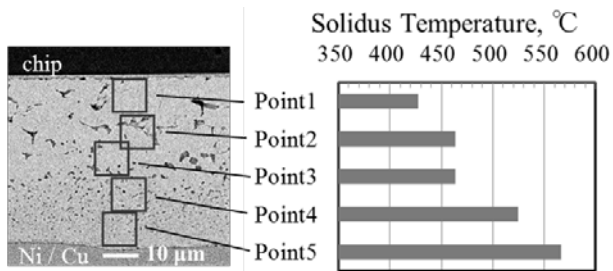 Solidus Temperature, ℃
350 400 450 500 550 600
chip
Point1
Point2
Point3
Point4
Point5
Ni / Cu
10 μm